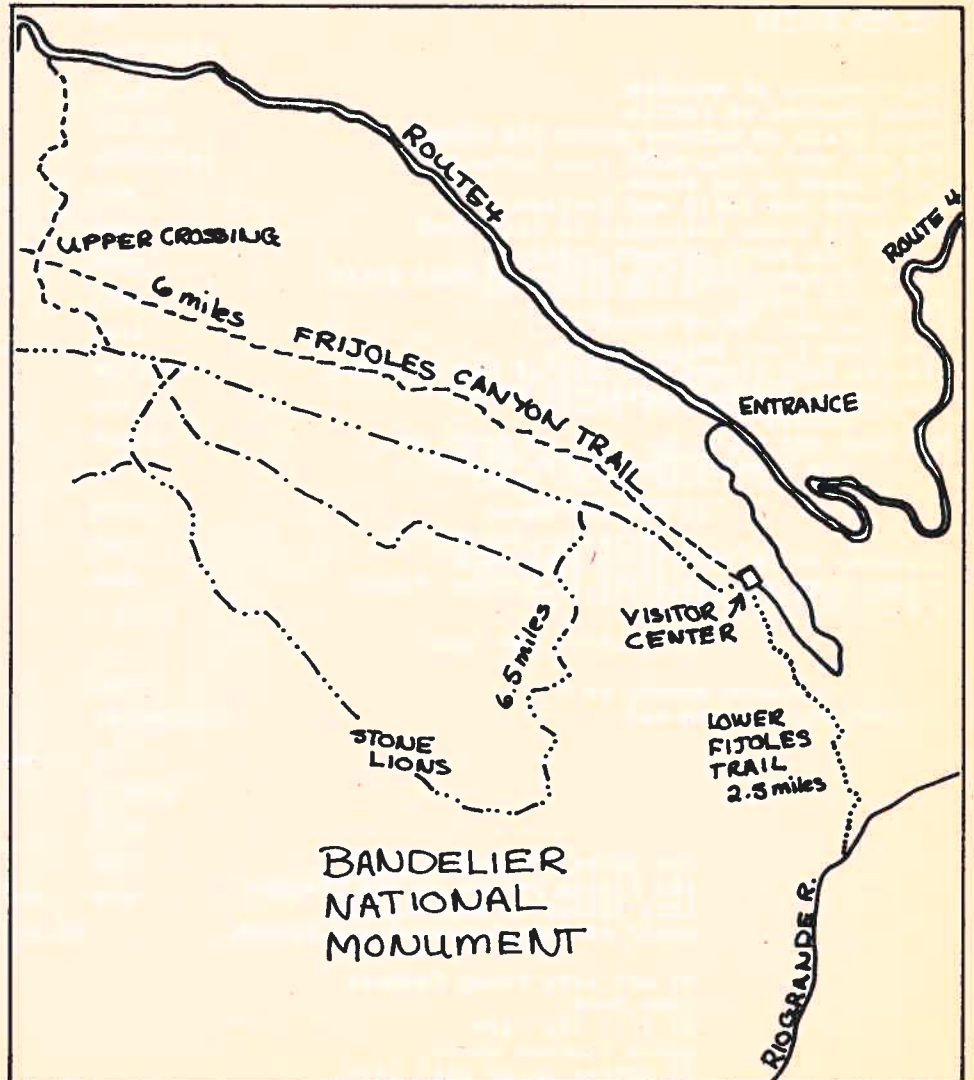 ROUTE 4
ROUTE 4
UPPER CROSSING
6 miles
FRIJOLES CANYON TRAIL
ENTRANCE
VISITOR
CENTER
6.5 miles
STONE
LIONS
LOWER
FIJOLES
TRAIL
2.5 miles
BANDELIER
NATIONAL
MONUMENT
RIO GRANDE R.